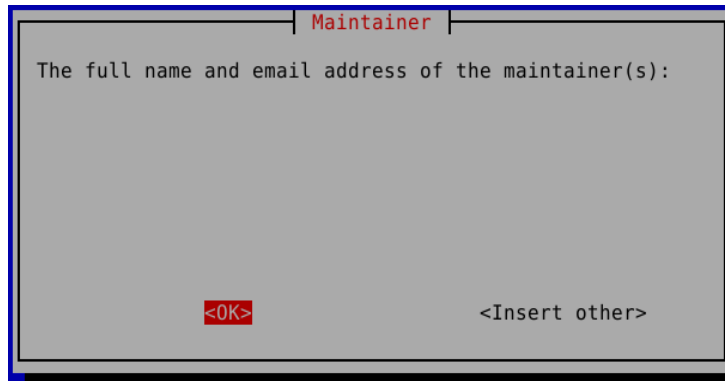 Maintainer
The full name and email address of the maintainer(s):
<OK> <Insert other>